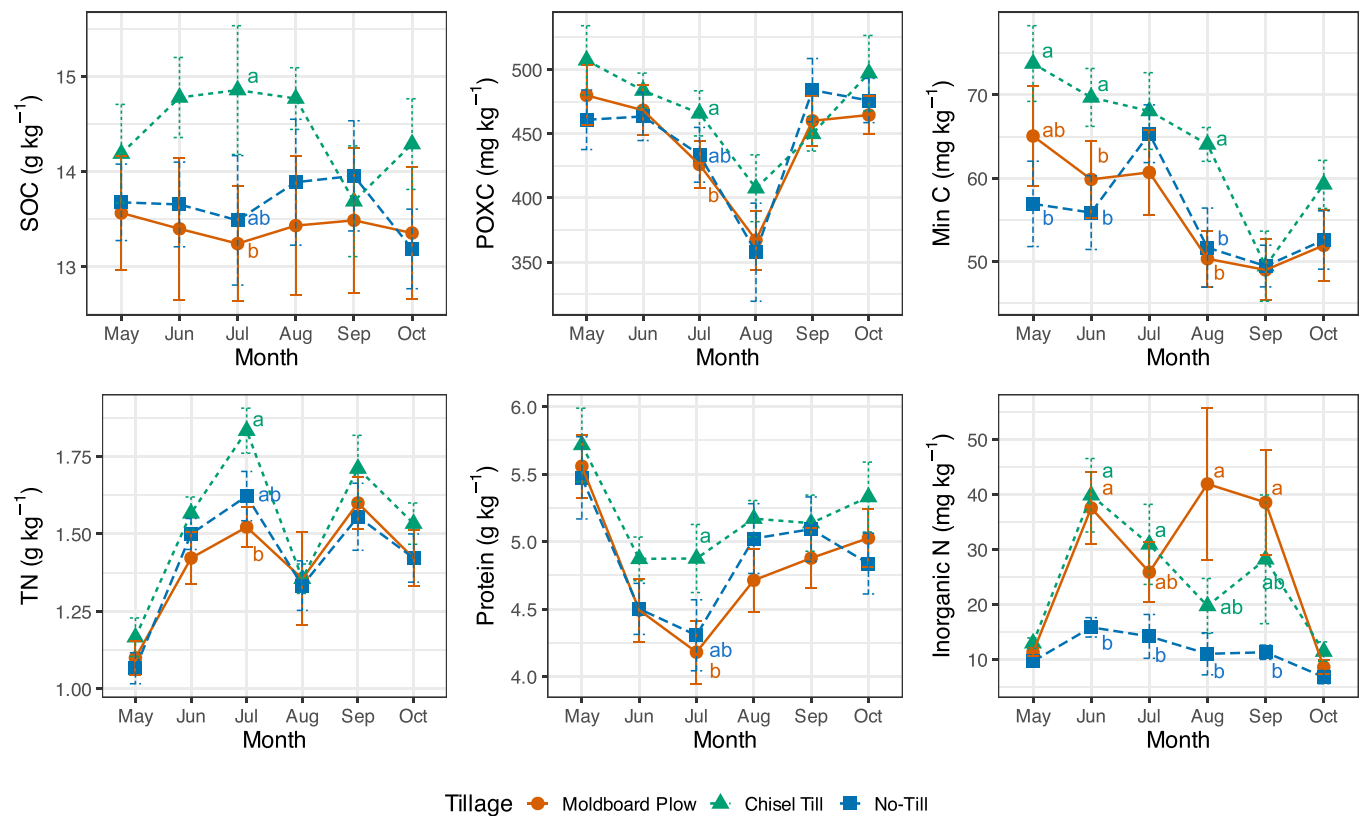 SOC (g kg⁻¹)
15
14
13
a
ab
b
May Jun Jul Aug Sep Oct
Month
POXC (mg kg⁻¹)
500
450
400
350
a
ab
b
May Jun Jul Aug Sep Oct
Month
Min C (mg kg⁻¹)
70
60
50
a
a
ab
b
a
b
b
b
b
May Jun Jul Aug Sep Oct
Month
TN (g kg⁻¹)
1.75
1.50
1.25
1.00
a
ab
b
May Jun Jul Aug Sep Oct
Month
Protein (g kg⁻¹)
6.0
5.5
5.0
4.5
4.0
a
ab
b
May Jun Jul Aug Sep Oct
Month
Inorganic N (mg kg⁻¹)
50
40
30
20
10
a
a
b
a
ab
b
a
ab
b
a
ab
b
May Jun Jul Aug Sep Oct
Month
Tillage Moldboard Plow Chisel Till No-Till